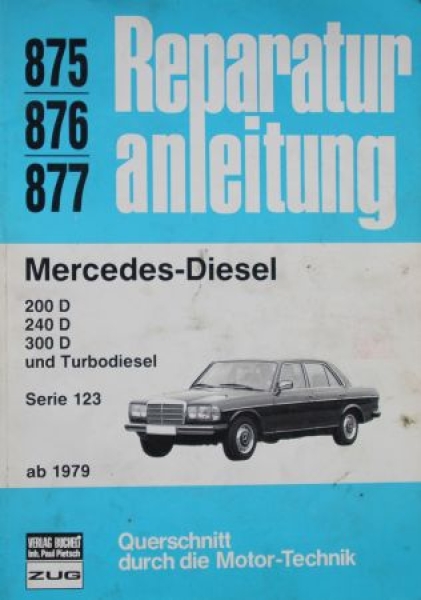 875
876
877
Reparatur
anleitung
Mercedes-Diesel
200 D
240 D
300 D
und Turbodiesel
Serie 123
ab 1979
VERLAG BUCHELI
Inh. Paul Pietsch
ZUG
Querschnitt
durch die Motor-Technik